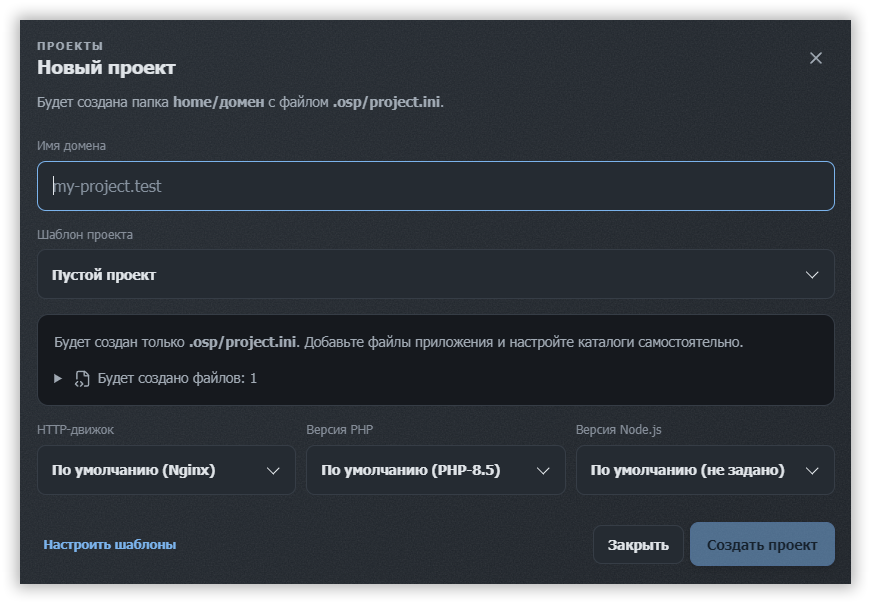 ПРОЕКТЫ
Новый проект
Будет создана папка home/домен с файлом .osp/project.ini.
Имя домена
my-project.test
Шаблон проекта
Пустой проект
Будет создан только .osp/project.ini. Добавьте файлы приложения и настройте каталоги самостоятельно.
Будет создано файлов: 1
HTTP-движок
Версия PHP
Версия Node.js
По умолчанию (Nginx)
По умолчанию (PHP-8.5)
По умолчанию (не задано)
Настроить шаблоны
Закрыть
Создать проект